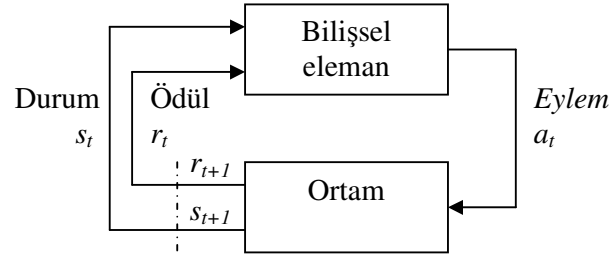 Bilişsel
eleman
Durum
s_t
Ödül
r_t
Eylem
a_t
r_{t+1}
s_{t+1}
Ortam